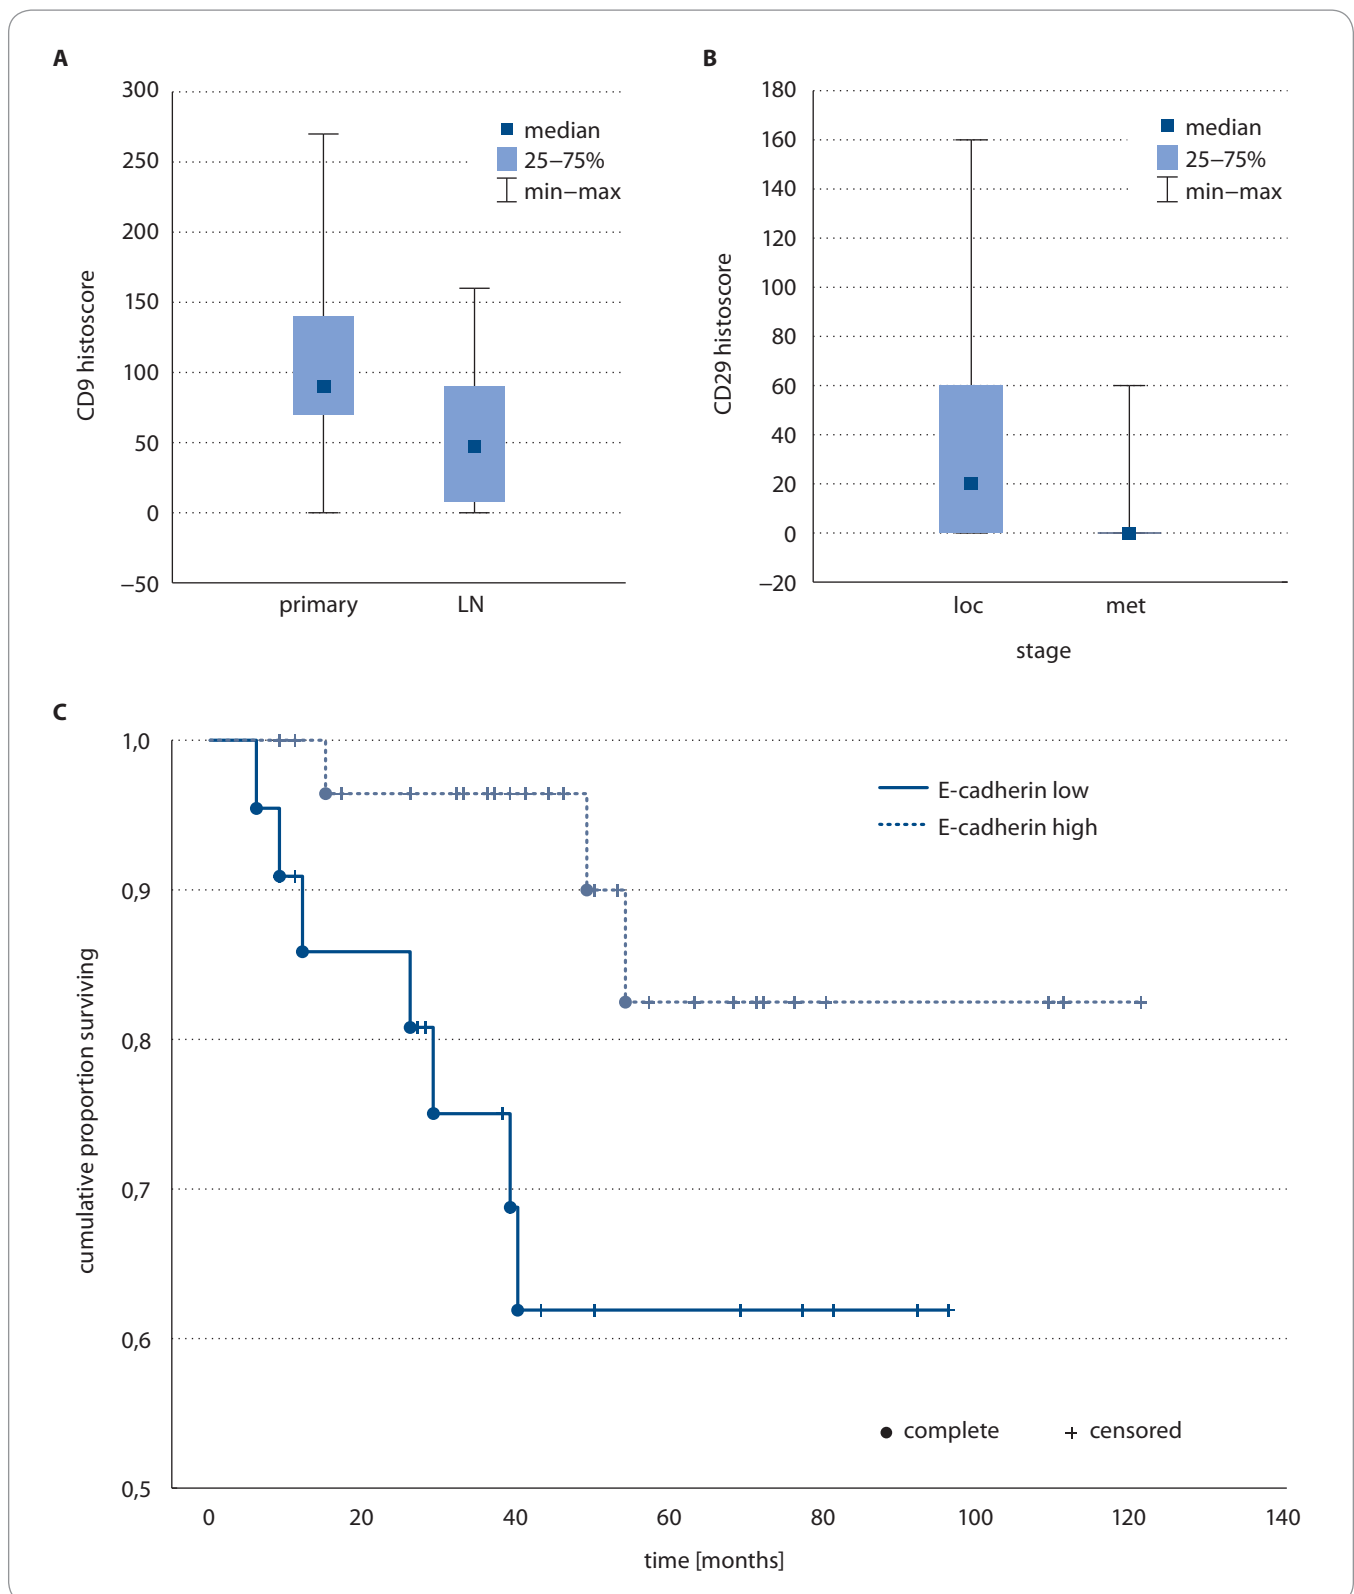 A
300
250
200
150
100
50
0
−50
CD9 histoscore
median
25−75%
min−max
primary
LN
B
180
160
140
120
100
80
60
40
20
0
−20
CD29 histoscore
median
25−75%
min−max
loc
met
stage
C
1,0
0,9
0,8
0,7
0,6
0,5
cumulative proportion surviving
E-cadherin low
E-cadherin high
complete
censored
0 20 40 60 80 100 120 140
time [months]